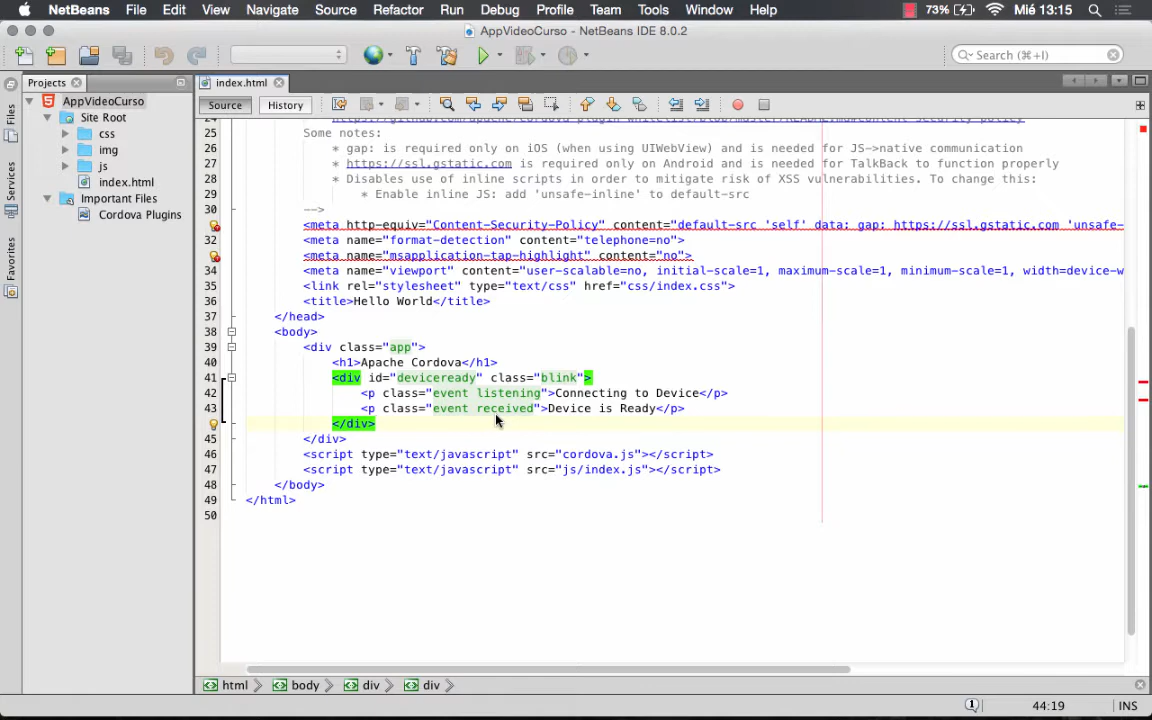 NetBeans File Edit View Navigate Source Refactor Run Debug Profile Team Tools Window Help 73% Mié 13:15
AppVideoCurso - NetBeans IDE 8.0.2
Search (⌘+I)
Projects
index.html
Files
Services
Favorites
AppVideoCurso
Site Root
css
img
js
index.html
Important Files
Cordova Plugins
Source History
25 Some notes:
26 * gap: is required only on iOS (when using UIWebView) and is needed for JS->native communication
27 * https://ssl.gstatic.com is required only on Android and is needed for TalkBack to function properly
28 * Disables use of inline scripts in order to mitigate risk of XSS vulnerabilities. To change this:
29 * Enable inline JS: add 'unsafe-inline' to default-src
30 -->
<meta http-equiv="Content-Security-Policy" content="default-src 'self' data: gap: https://ssl.gstatic.com 'unsafe-
32 <meta name="format-detection" content="telephone=no">
<meta name="msapplication-tap-highlight" content="no">
34 <meta name="viewport" content="user-scalable=no, initial-scale=1, maximum-scale=1, minimum-scale=1, width=device-w
35 <link rel="stylesheet" type="text/css" href="css/index.css">
36 <title>Hello World</title>
37 </head>
38 <body>
39 <div class="app">
40 <h1>Apache Cordova</h1>
41 <div id="deviceready" class="blink">
42 <p class="event listening">Connecting to Device</p>
43 <p class="event received">Device is Ready</p>
</div>
45 </div>
46 <script type="text/javascript" src="cordova.js"></script>
47 <script type="text/javascript" src="js/index.js"></script>
48 </body>
49 </html>
50
html body div div
1 44:19 INS